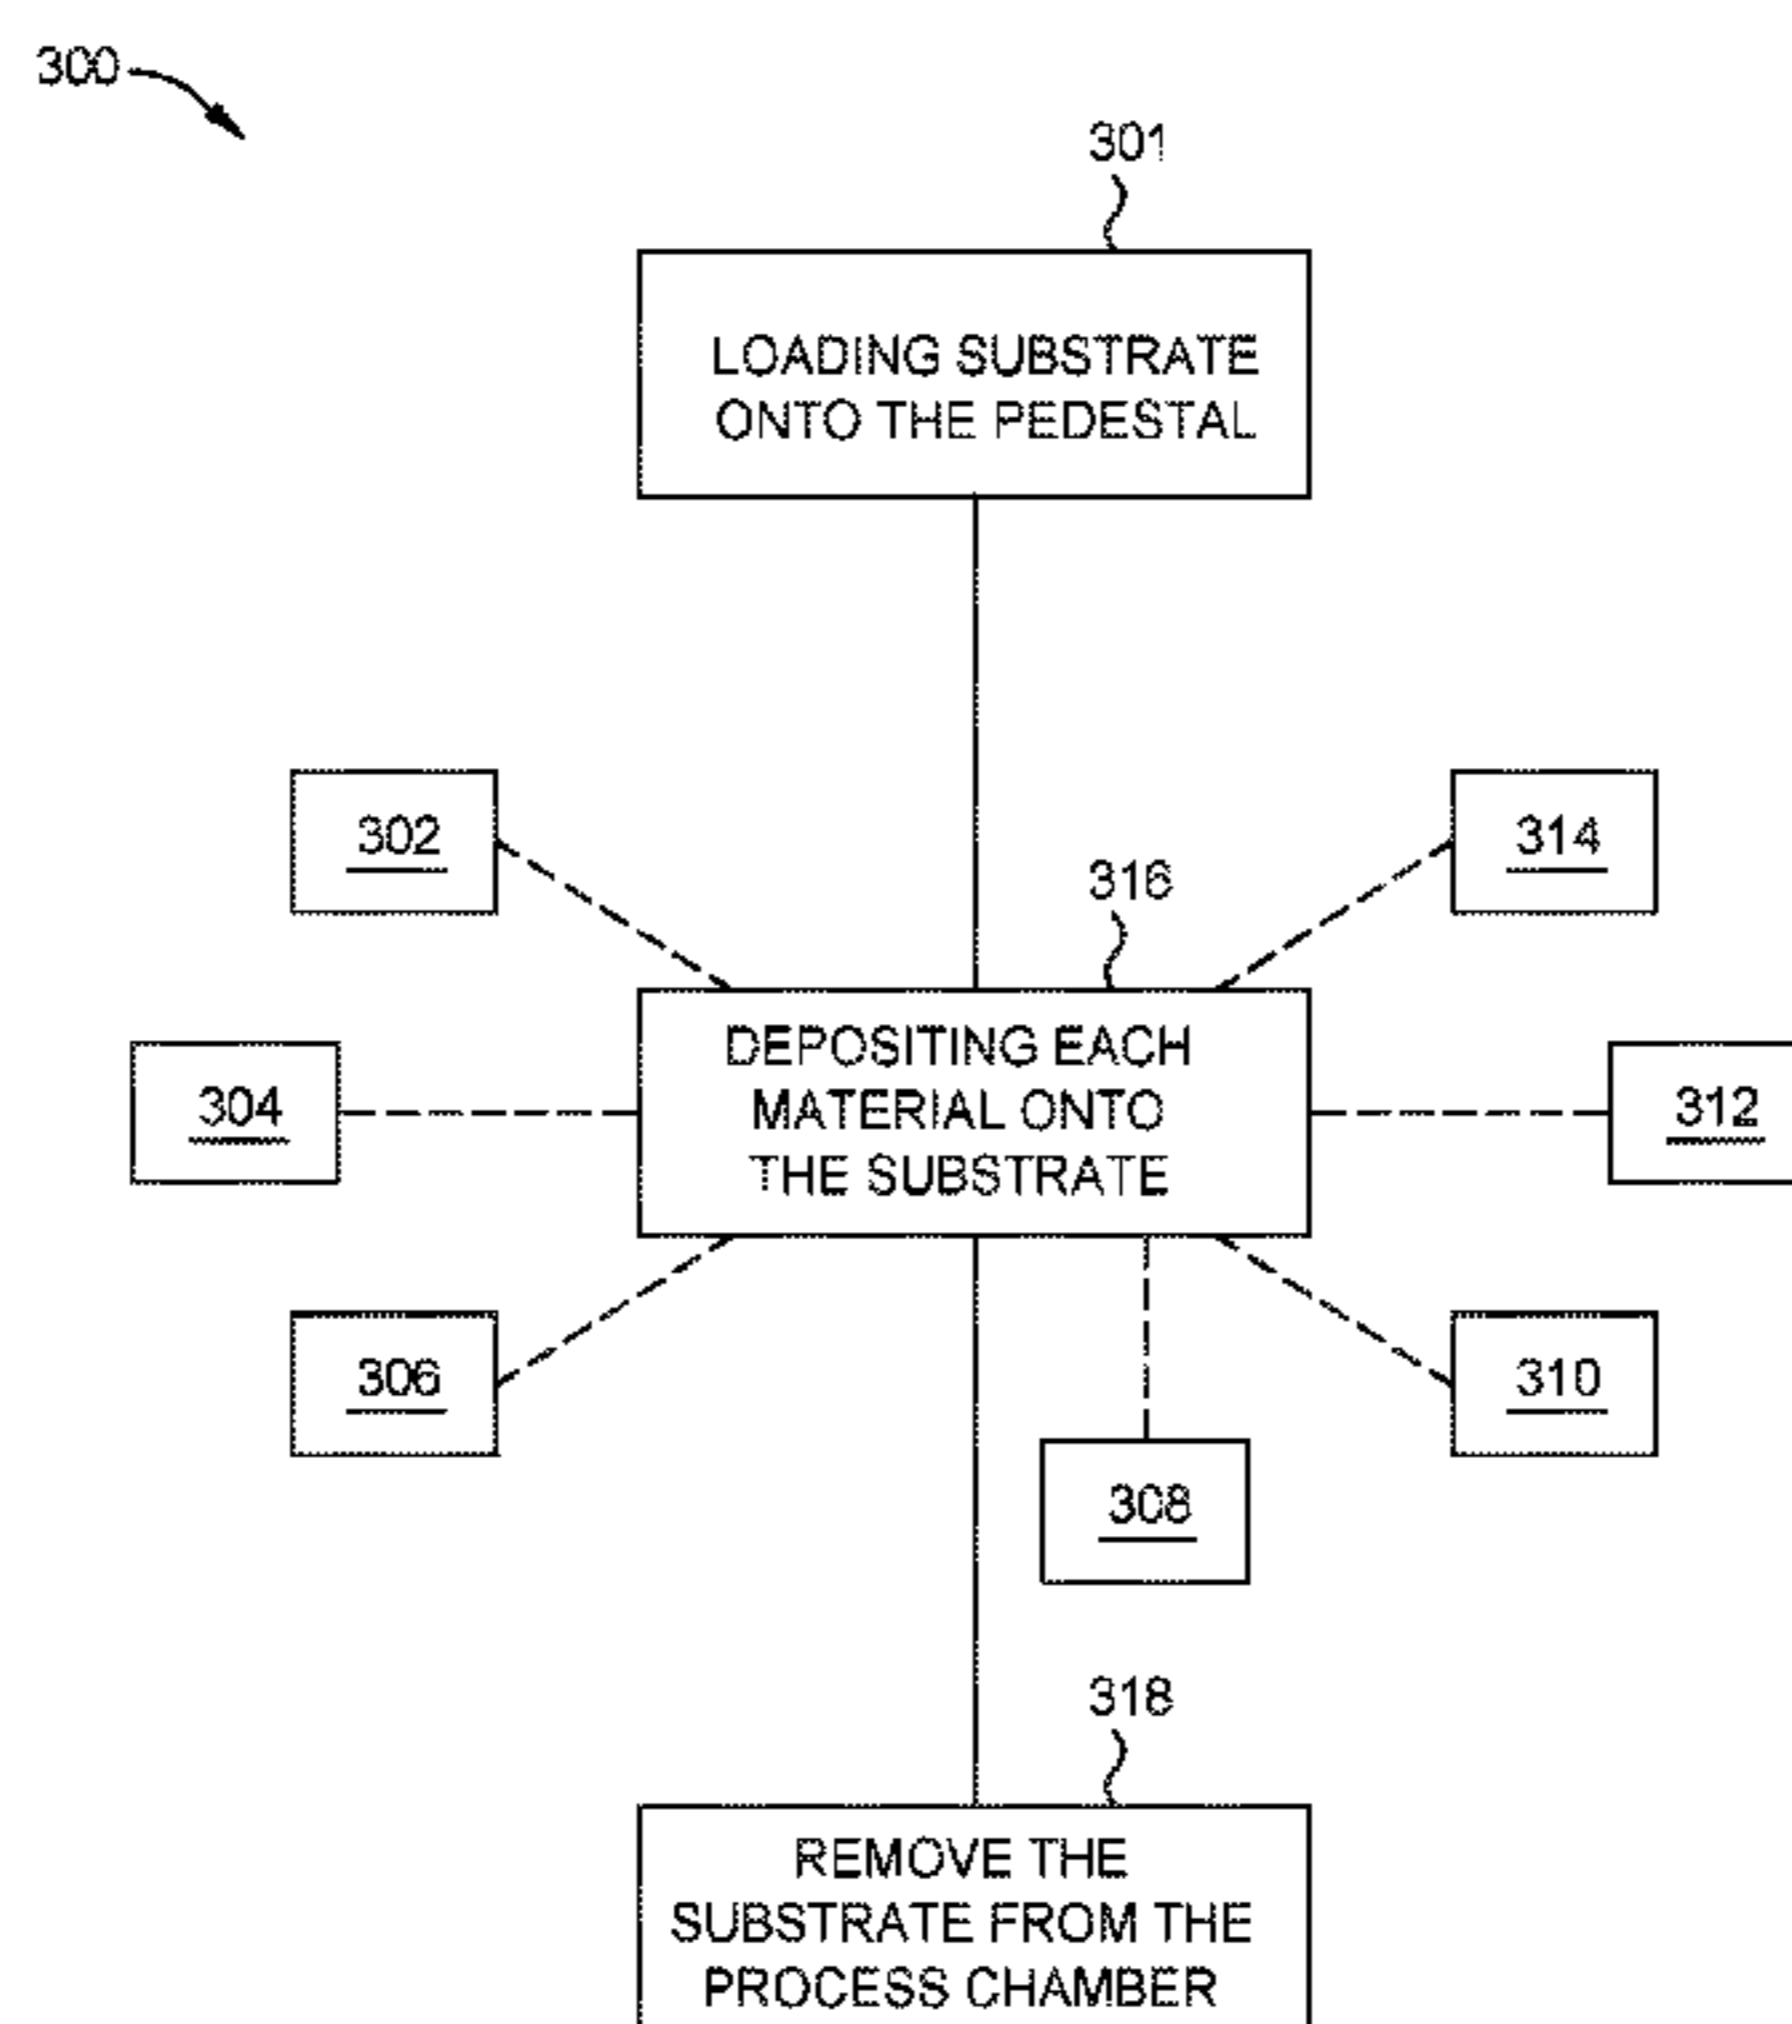 300
301
LOADING SUBSTRATE
ONTO THE PEDESTAL
302
314
316
DEPOSITING EACH
MATERIAL ONTO
THE SUBSTRATE
304
312
306
310
308
318
REMOVE THE
SUBSTRATE FROM THE
PROCESS CHAMBER